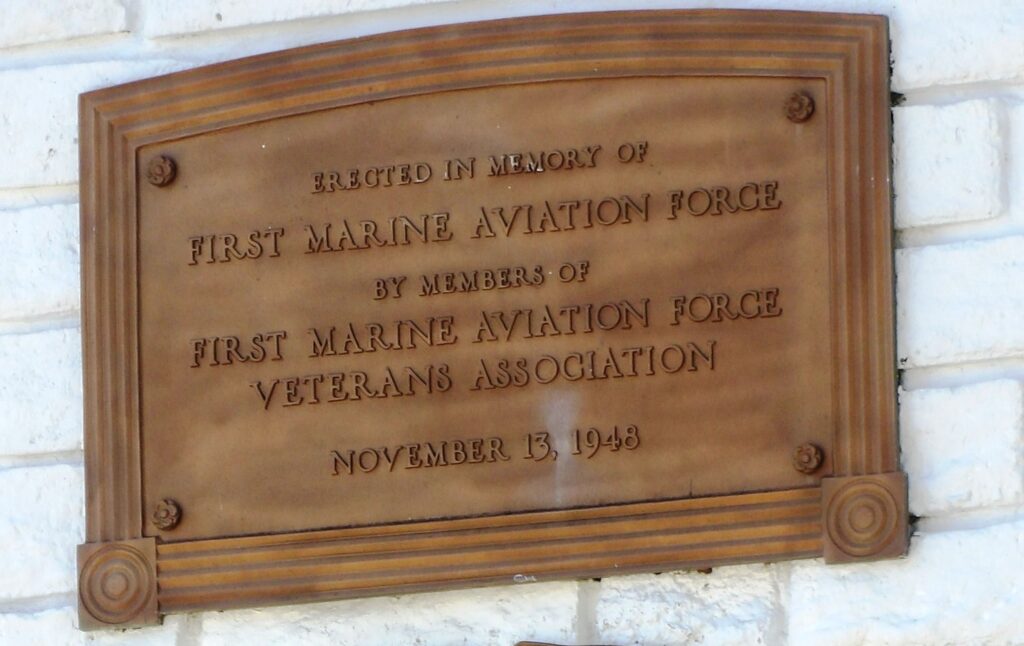 ERECTED IN MEMORY OF
FIRST MARINE AVIATION FORCE
BY MEMBERS OF
FIRST MARINE AVIATION FORCE
VETERANS ASSOCIATION
NOVEMBER 13, 1948